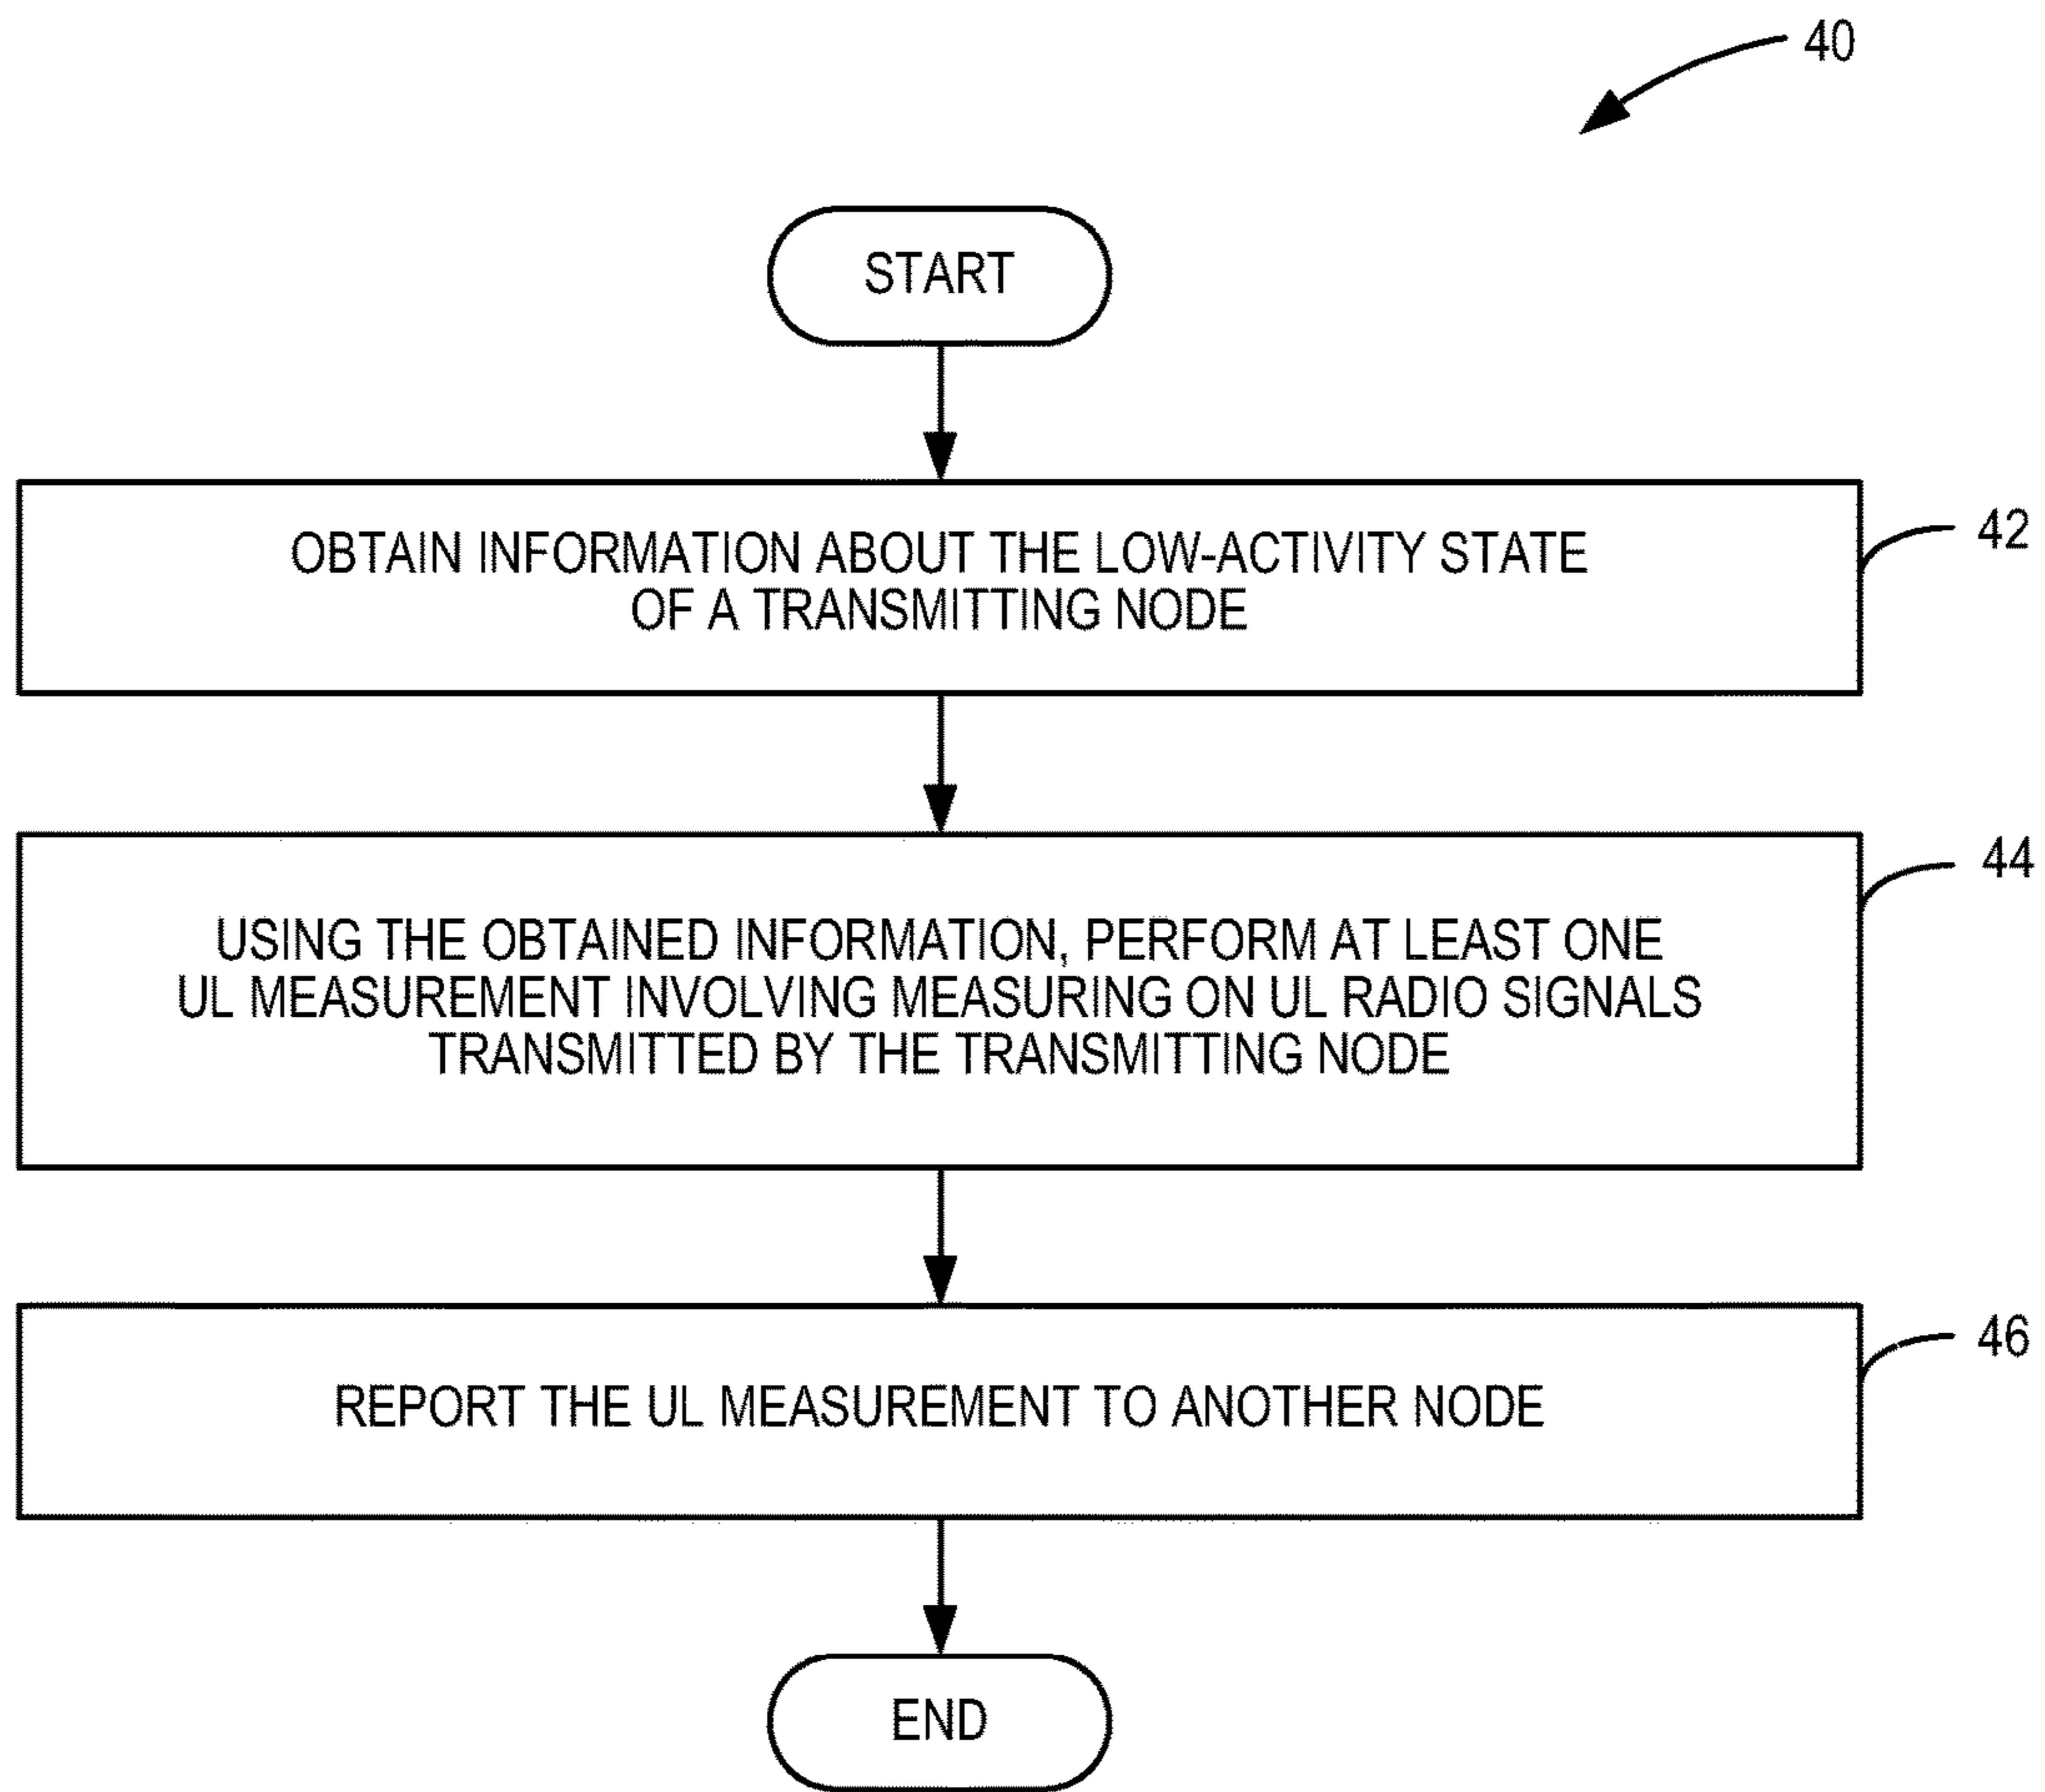 40
START
OBTAIN INFORMATION ABOUT THE LOW-ACTIVITY STATE
OF A TRANSMITTING NODE
42
USING THE OBTAINED INFORMATION, PERFORM AT LEAST ONE
UL MEASUREMENT INVOLVING MEASURING ON UL RADIO SIGNALS
TRANSMITTED BY THE TRANSMITTING NODE
44
REPORT THE UL MEASUREMENT TO ANOTHER NODE
46
END